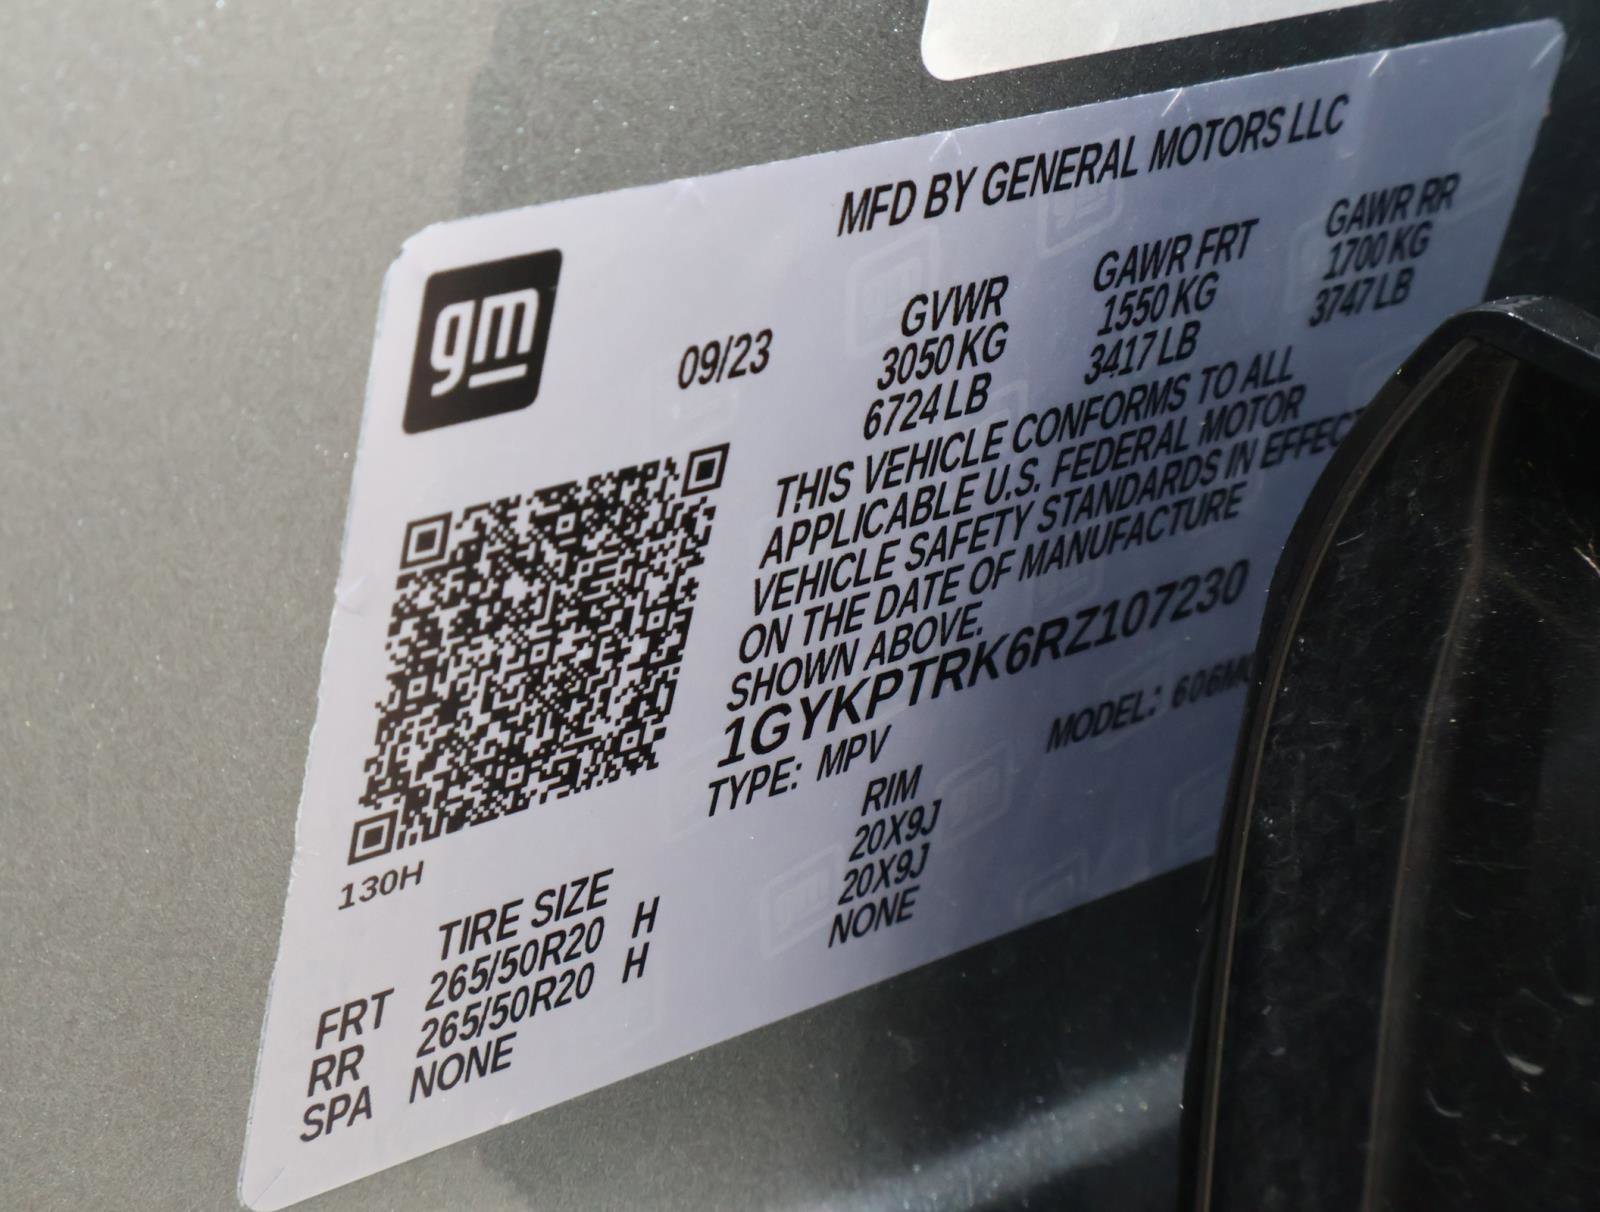 MFD BY GENERAL MOTORS LLC
gm
09/23
GVWR
3050 KG
6724 LB
GAWR FRT
1550 KG
3417 LB
GAWR RR
1700 KG
3747 LB
THIS VEHICLE CONFORMS TO ALL
APPLICABLE U.S. FEDERAL MOTOR
VEHICLE SAFETY STANDARDS IN EFFEC
ON THE DATE OF MANUFACTURE
SHOWN ABOVE.
1GYKPTRK6RZ107230
TYPE: MPV MODEL:
130H
TIRE SIZE RIM
FRT 265/50R20 H 20X9J
RR 265/50R20 H 20X9J
SPA NONE NONE